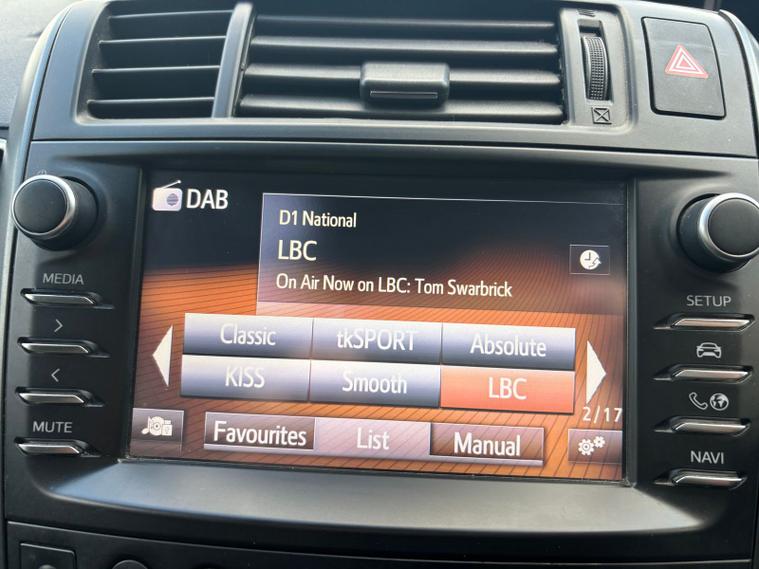 DAB
D1 National
LBC
On Air Now on LBC: Tom Swarbrick
MEDIA
>
<
MUTE
Classic
tkSPORT
Absolute
KISS
Smooth
LBC
2/17
Favourites
List
Manual
SETUP
NAVI